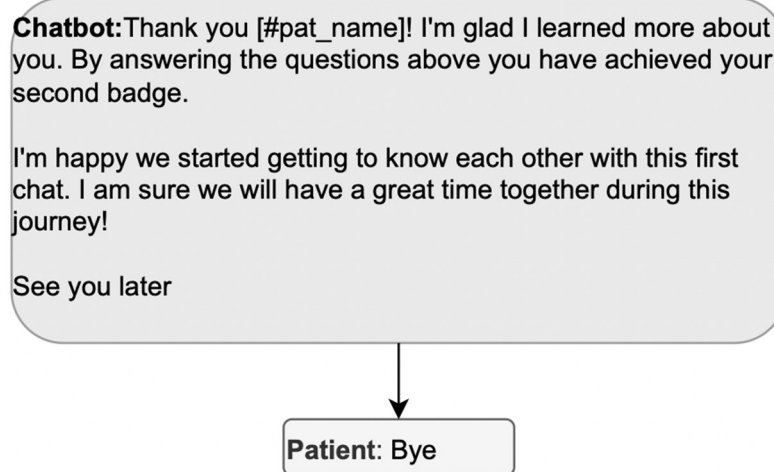 Chatbot:Thank you [#pat_name]! I'm glad I learned more about
you. By answering the questions above you have achieved your
second badge.
I'm happy we started getting to know each other with this first
chat. I am sure we will have a great time together during this
journey!
See you later
Patient: Bye